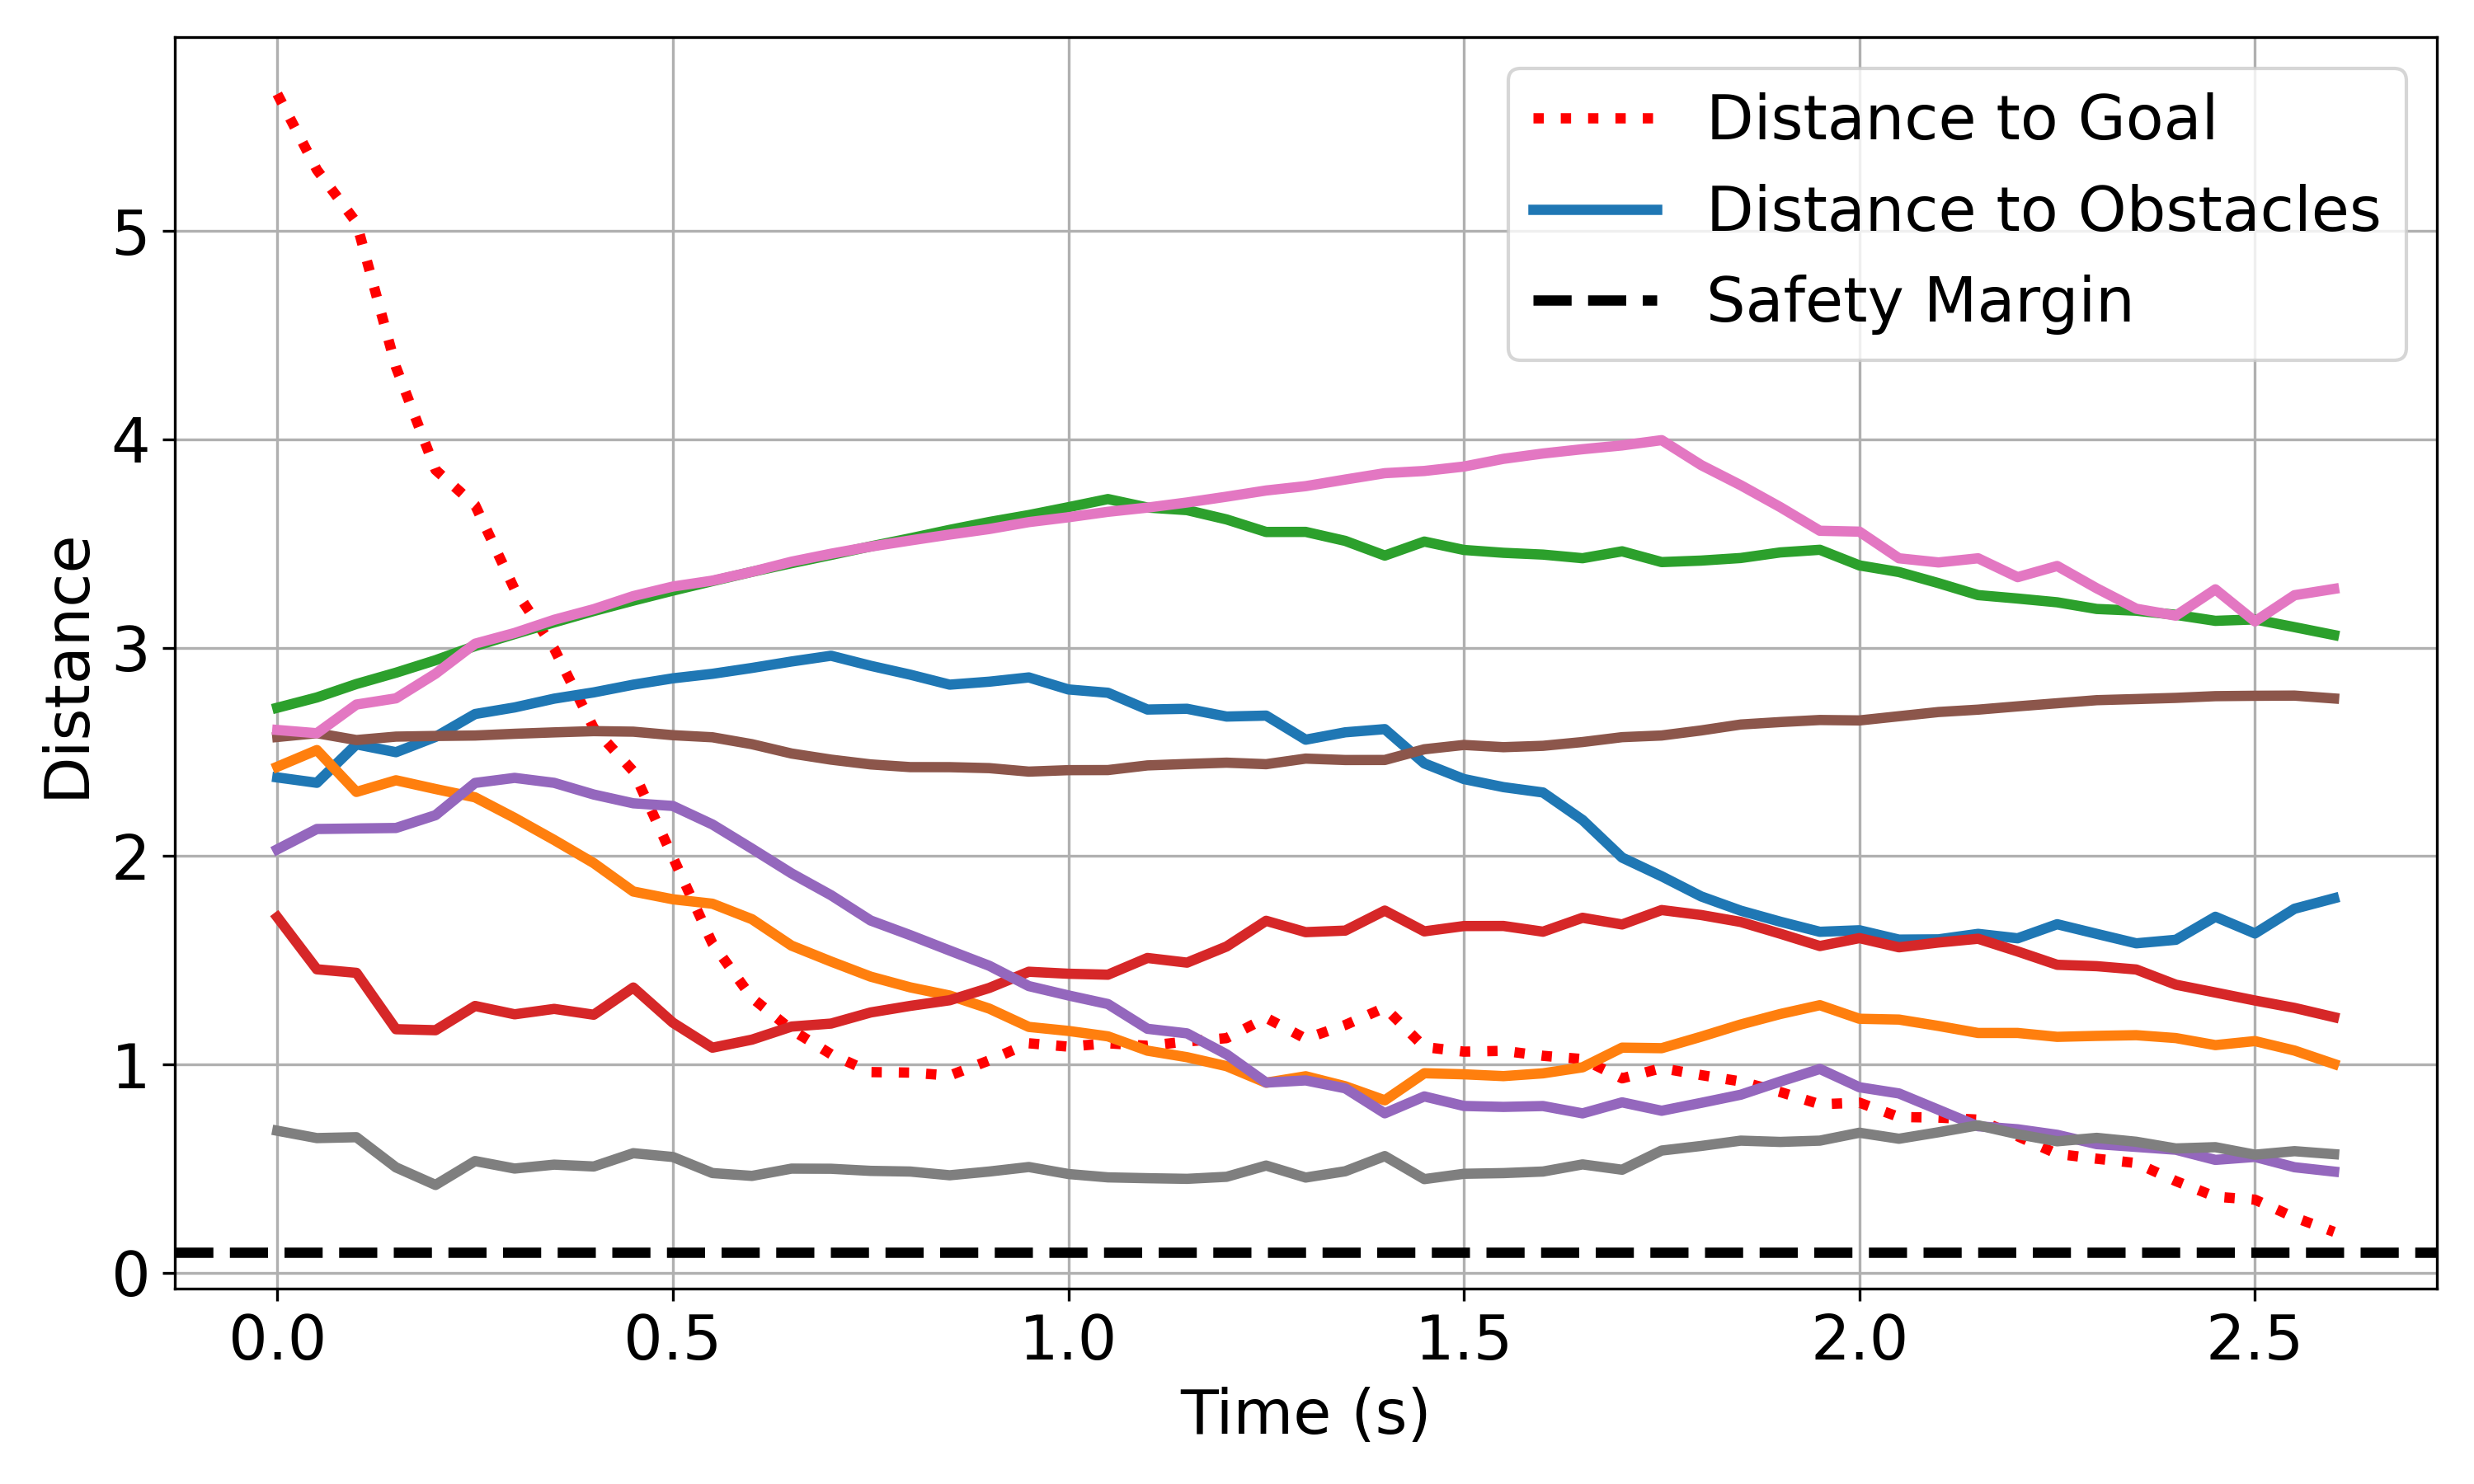 Distance to Goal
Distance to Obstacles
Safety Margin
Distance
5
4
3
2
1
0
0.0 0.5 1.0 1.5 2.0 2.5
Time (s)